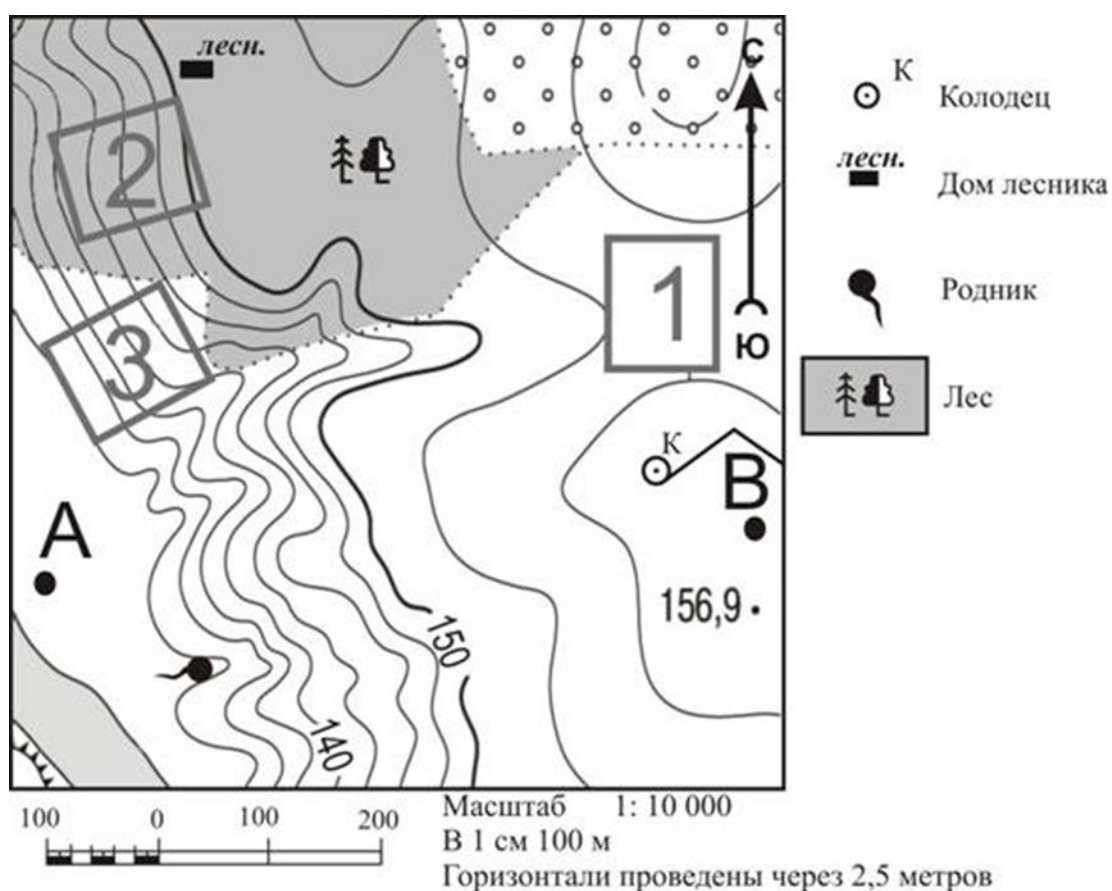 лесн.
2
С
1
Ю
3
К
В
А
156,9
150
140
К
Колодец
лесн.
Дом лесника
Родник
Лес
100 0 100 200
Масштаб 1: 10 000
В 1 см 100 м
Горизонтали проведены через 2,5 метров